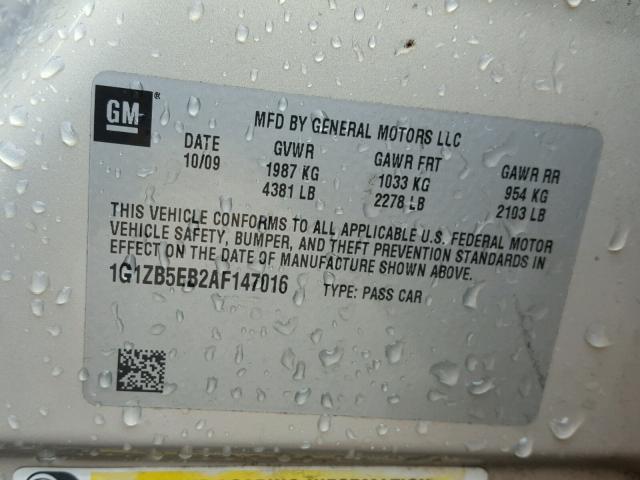 GM ®
MFD BY GENERAL MOTORS LLC
DATE GVWR GAWR FRT GAWR RR
10/09 1987 KG 1033 KG 954 KG
4381 LB 2278 LB 2103 LB
THIS VEHICLE CONFORMS TO ALL APPLICABLE U.S. FEDERAL MOTOR
VEHICLE SAFETY, BUMPER, AND THEFT PREVENTION STANDARDS IN
EFFECT ON THE DATE OF MANUFACTURE SHOWN ABOVE.
1G1ZB5EB2AF147016 TYPE: PASS CAR